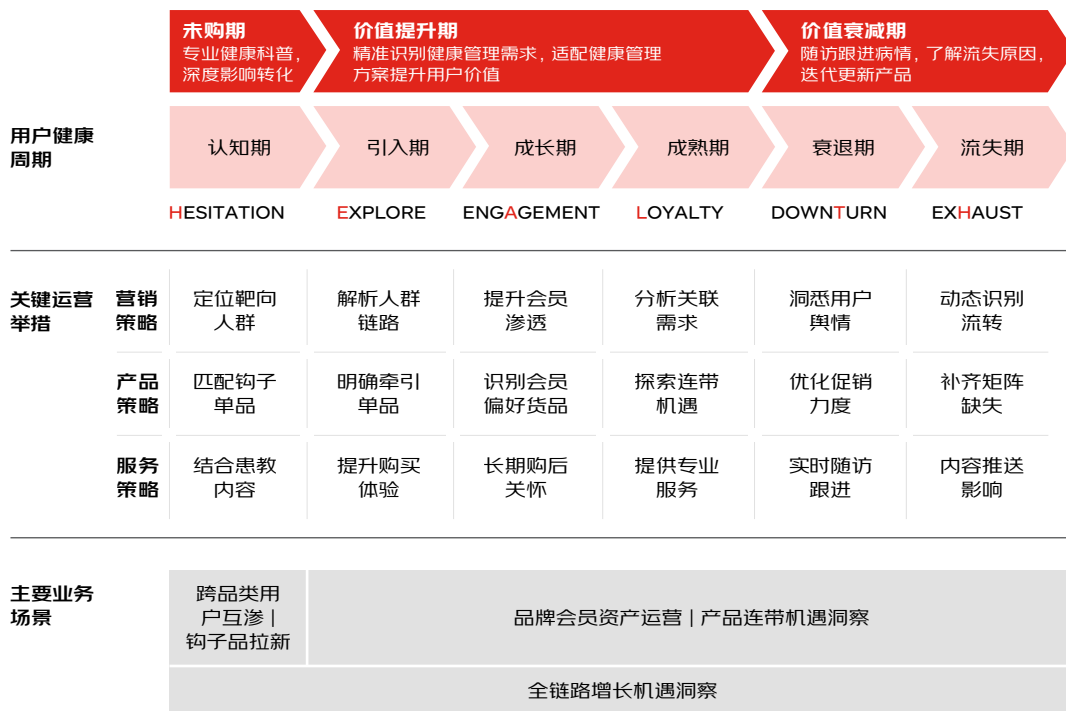 未购期
专业健康科普,
深度影响转化
价值提升期
精准识别健康管理需求, 适配健康管理
方案提升用户价值
价值衰减期
随访跟进病情, 了解流失原因,
迭代更新产品
用户健康
周期
认知期
引入期
成长期
成熟期
衰退期
流失期
HESITATION
EXPLORE
ENGAGEMENT
LOYALTY
DOWNTURN
EXHAUST
关键运营
举措
营销
策略
定位靶向
人群
解析人群
链路
提升会员
渗透
分析关联
需求
洞悉用户
舆情
动态识别
流转
产品
策略
匹配钩子
单品
明确牵引
单品
识别会员
偏好货品
探索连带
机遇
优化促销
力度
补齐矩阵
缺失
服务
策略
结合患教
内容
提升购买
体验
长期购后
关怀
提供专业
服务
实时随访
跟进
内容推送
影响
主要业务
场景
跨品类用
户互渗 |
钩子品拉新
品牌会员资产运营 | 产品连带机遇洞察
全链路增长机遇洞察